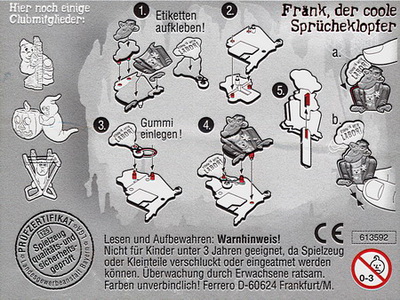 Hier noch einige
Clubmitglieder:
1. Etiketten
aufkleben!
2.
Frank, der coole
Sprücheklopfer
a.
5.
b.
3. Gummi
einlegen!
4.
PRÜFZERTIFIKAT
Spielzeug
qualitäts- und
sicherheits-
geprüft
Lesen und Aufbewahren: Warnhinweis!
Nicht für Kinder unter 3 Jahren geeignet, da Spielzeug
oder Kleinteile verschluckt oder eingeatmet werden
können. Überwachung durch Erwachsene ratsam.
Farben unverbindlich! Ferrero D-60624 Frankfurt/M.
CE
613592
0-3